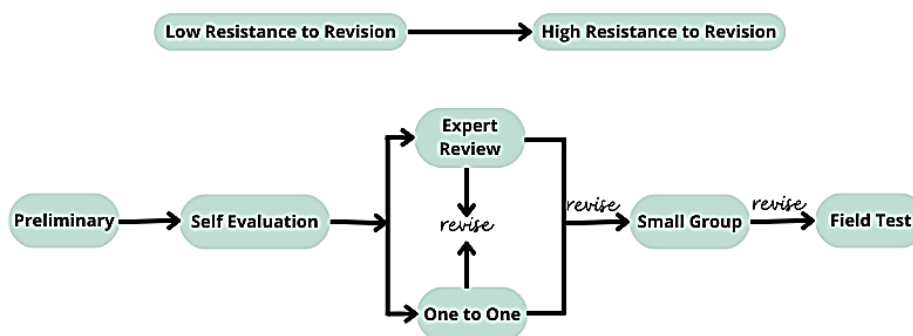 Low Resistance to Revision
High Resistance to Revision
Expert
Review
Preliminary
Self Evaluation
revise
revise
Small Group
revise
Field Test
One to One